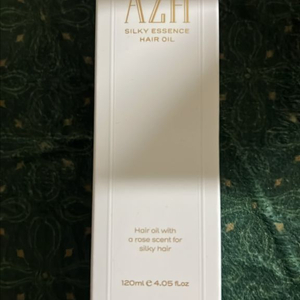 AZH
SILKY ESSENCE
HAIR OIL
Hair oil with
a rose scent for
silky hair
120ml ℮ 4.05 fl.oz